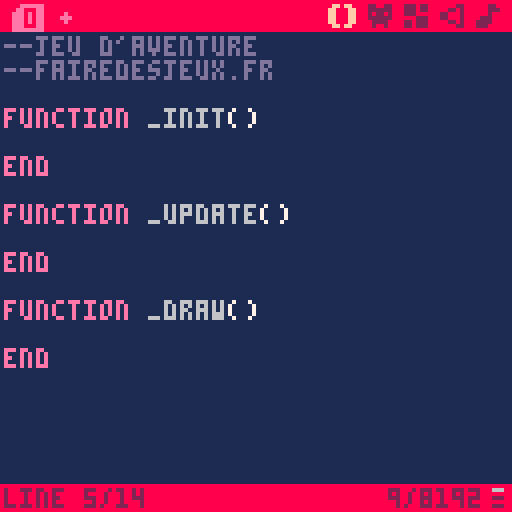 0 +
--JEU D'AVENTURE
--FAIREDESJEUX.FR
FUNCTION _INIT()
END
FUNCTION _UPDATE()
END
FUNCTION _DRAW()
END
LINE 5/14 9/8192